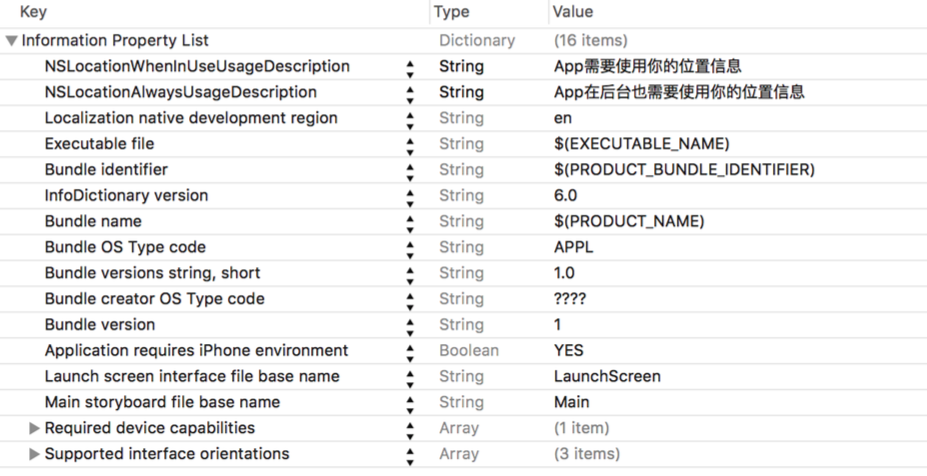 Key Type Value
Information Property List Dictionary (16 items)
NSLocationWhenInUseUsageDescription String App需要使用你的位置信息
NSLocationAlwaysUsageDescription String App在后台也需要使用你的位置信息
Localization native development region String en
Executable file String $(EXECUTABLE_NAME)
Bundle identifier String $(PRODUCT_BUNDLE_IDENTIFIER)
InfoDictionary version String 6.0
Bundle name String $(PRODUCT_NAME)
Bundle OS Type code String APPL
Bundle versions string, short String 1.0
Bundle creator OS Type code String ????
Bundle version String 1
Application requires iPhone environment Boolean YES
Launch screen interface file base name String LaunchScreen
Main storyboard file base name String Main
Required device capabilities Array (1 item)
Supported interface orientations Array (3 items)